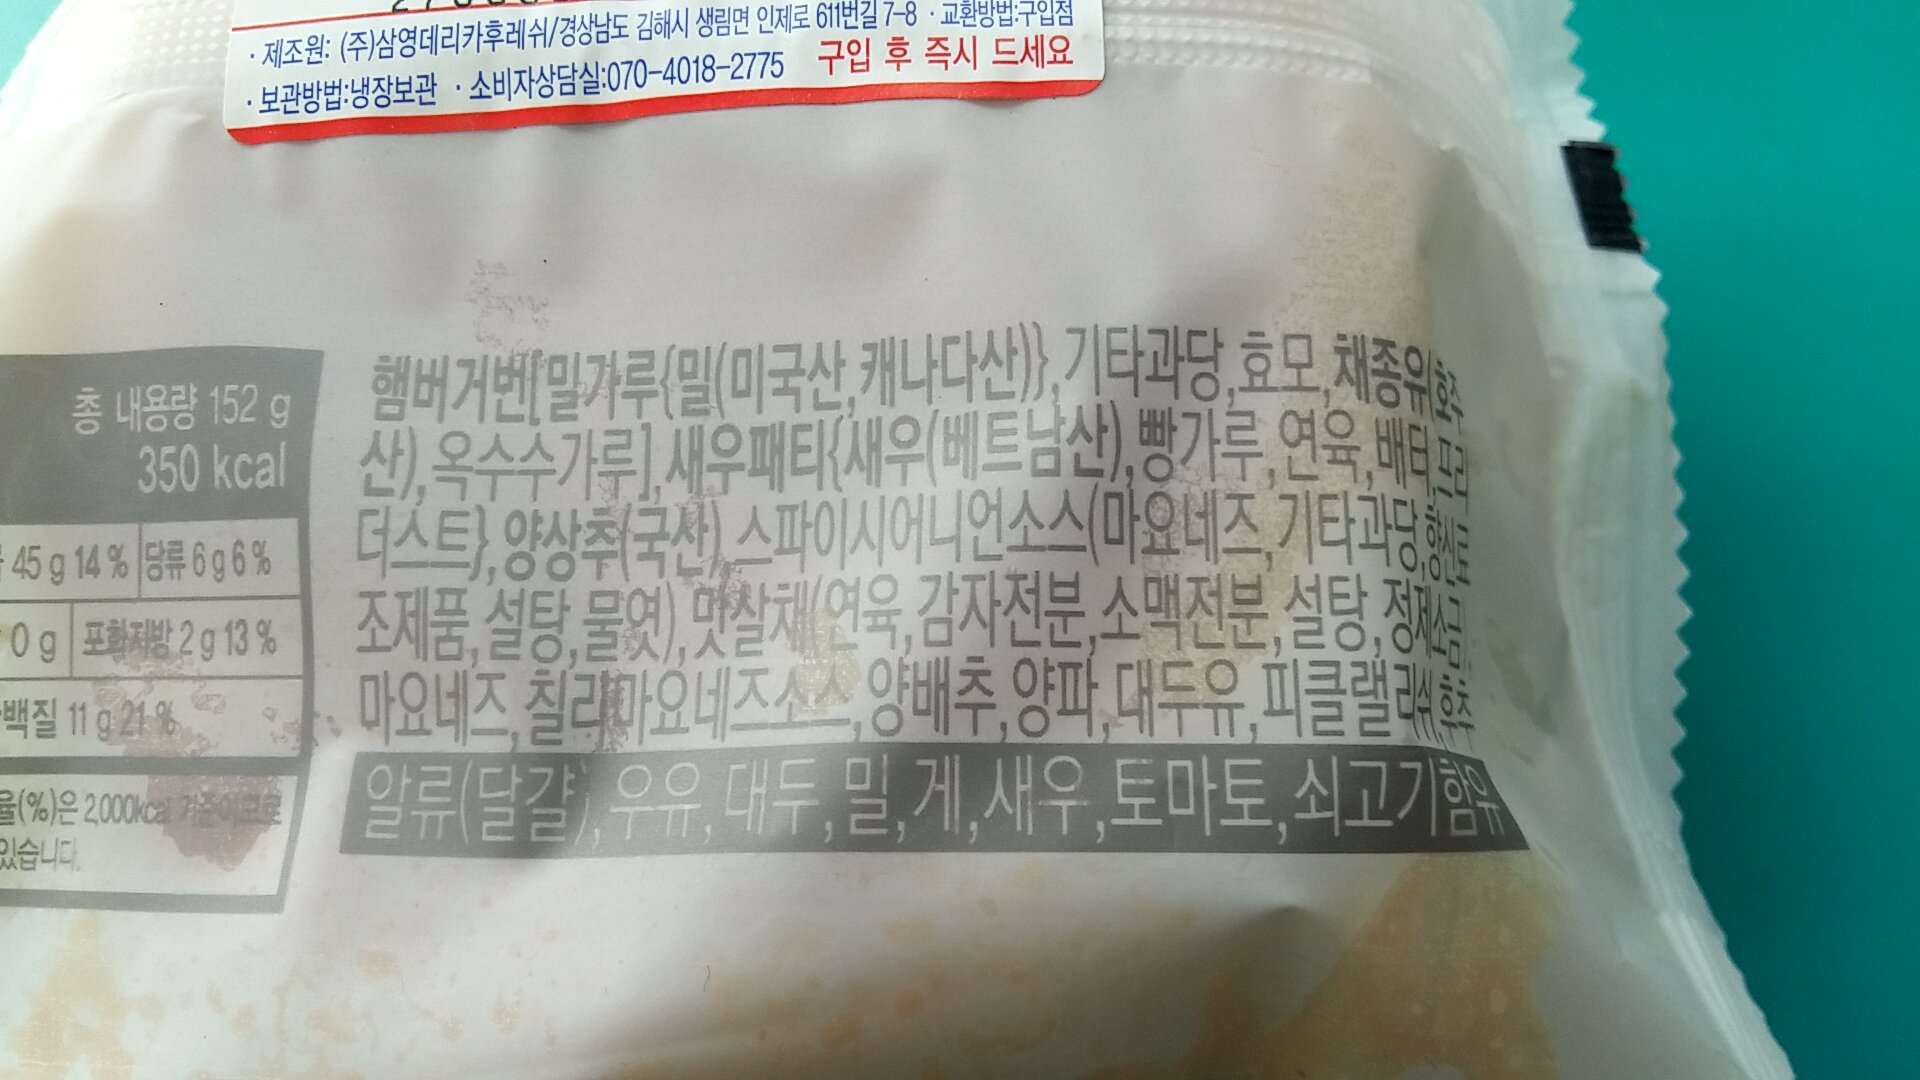 · 제조원: (주)삼영데리카후레쉬/경상남도 김해시 생림면 인제로 611번길 7-8 · 교환방법:구입점
· 보관방법:냉장보관 · 소비자상담실:070-4018-2775 구입 후 즉시 드세요
총 내용량 152 g
350 kcal
45 g 14 % 당류 6 g 6 %
0 g 포화지방 2 g 13 %
백질 11 g 21 %
율(%)은 2,000kcal 기준이므로
있습니다.
햄버거번[밀가루{밀(미국산,캐나다산)},기타과당,효모,채종유(호주
산),옥수수가루],새우패티{새우(베트남산),빵가루,연육,배터,프리
더스트},양상추(국산),스파이시어니언소스(마요네즈,기타과당,향신료
조제품,설탕,물엿),맛살채(연육,감자전분,소맥전분,설탕,정제소금),
마요네즈,칠리마요네즈소스,양배추,양파,대두유,피클랠리쉬,후추
알류(달걀),우유,대두,밀,게,새우,토마토,쇠고기함유